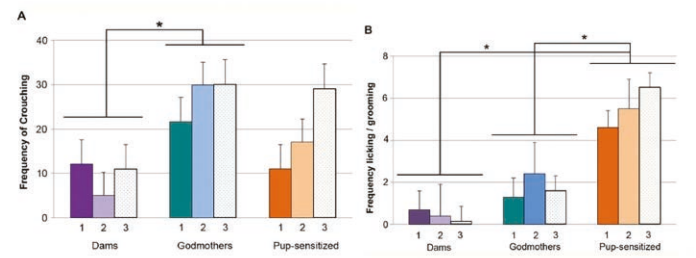 A
*
Frequency of Crouching
40
30
20
10
0
1 2 3 1 2 3 1 2 3
Dams Godmothers Pup-sensitized
B
*
*
Frequency licking / grooming
8
6
4
2
0
1 2 3 1 2 3 1 2 3
Dams Godmothers Pup-sensitized